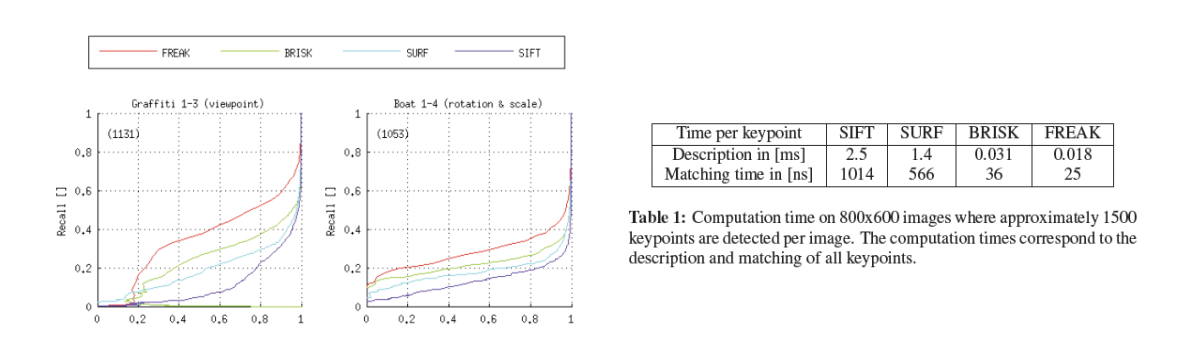 FREAK BRISK SURF SIFT
Graffiti 1-3 (viewpoint)
(1131)
Recall []
1
0.8
0.6
0.4
0.2
0
0 0.2 0.4 0.6 0.8 1
Boat 1-4 (rotation & scale)
(1053)
Recall []
1
0.8
0.6
0.4
0.2
0
0 0.2 0.4 0.6 0.8 1
Time per keypoint SIFT SURF BRISK FREAK
Description in [ms] 2.5 1.4 0.031 0.018
Matching time in [ns] 1014 566 36 25
Table 1: Computation time on 800x600 images where approximately 1500
keypoints are detected per image. The computation times correspond to the
description and matching of all keypoints.